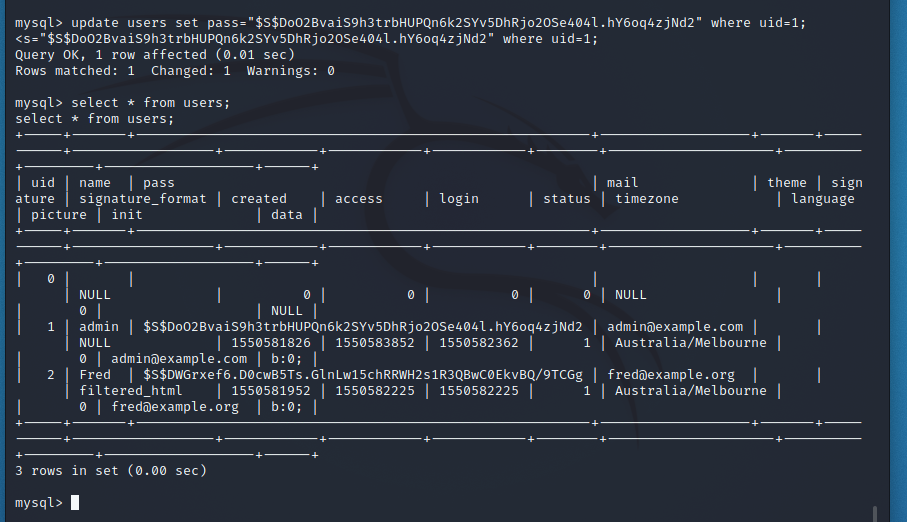 mysql> update users set pass="$S$DoO2BvaiS9h3trbHUPQn6k2SYv5DhRjo2OSe404l.hY6oq4zjNd2" where uid=1;
<s="$S$DoO2BvaiS9h3trbHUPQn6k2SYv5DhRjo2OSe404l.hY6oq4zjNd2" where uid=1;
Query OK, 1 row affected (0.01 sec)
Rows matched: 1  Changed: 1  Warnings: 0
mysql> select * from users;
select * from users;
| uid | name | pass | mail | theme | sign
ature | signature_format | created | access | login | status | timezone | language
| picture | init | data |
| 0 | | | | |
| NULL | 0 | 0 | 0 | 0 | NULL |
| 0 | | NULL |
| 1 | admin | $S$DoO2BvaiS9h3trbHUPQn6k2SYv5DhRjo2OSe404l.hY6oq4zjNd2 | admin@example.com | |
| NULL | 1550581826 | 1550583852 | 1550582362 | 1 | Australia/Melbourne |
| 0 | admin@example.com | b:0; |
| 2 | Fred | $S$DWGrxef6.D0cwB5Ts.GlnLw15chRRWH2s1R3QBwC0EkvBQ/9TCGg | fred@example.org | |
| filtered_html | 1550581952 | 1550582225 | 1550582225 | 1 | Australia/Melbourne |
| 0 | fred@example.org | b:0; |
3 rows in set (0.00 sec)
mysql>